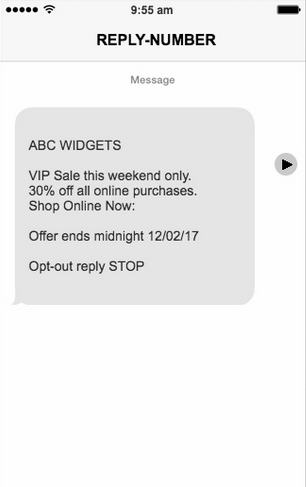 9:55 am
REPLY-NUMBER
Message
ABC WIDGETS
VIP Sale this weekend only.
30% off all online purchases.
Shop Online Now:
Offer ends midnight 12/02/17
Opt-out reply STOP